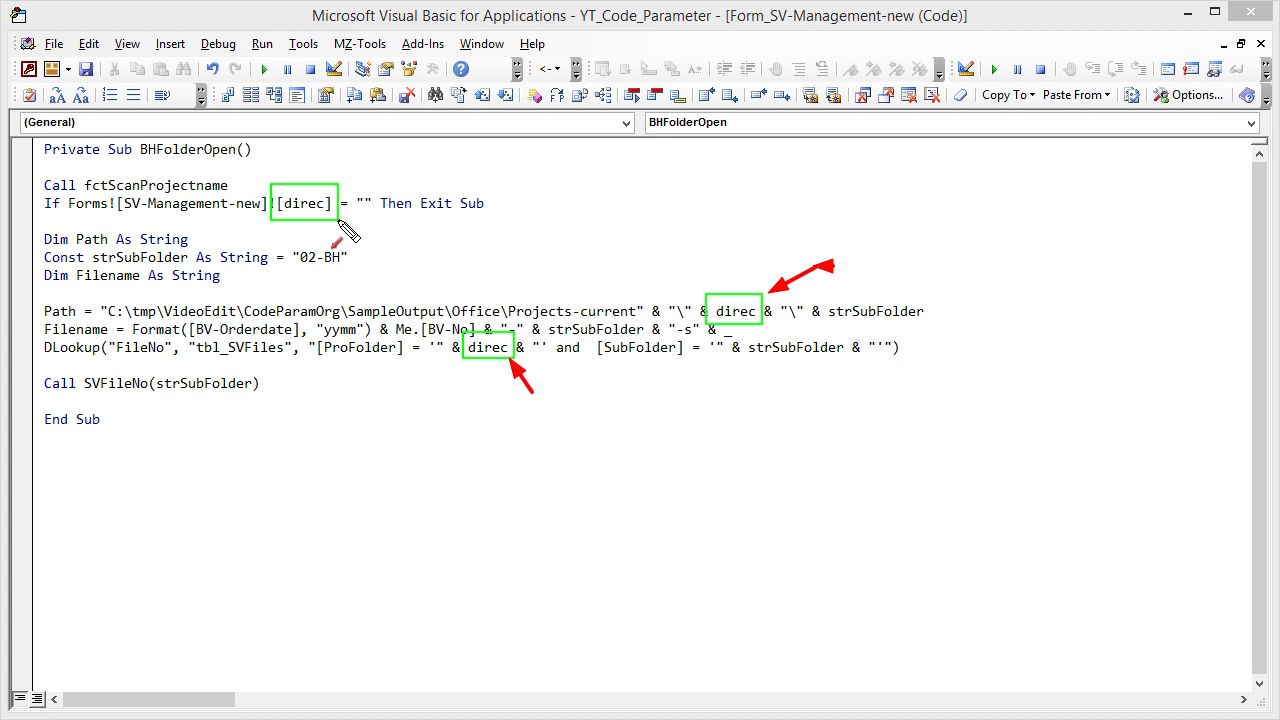 Microsoft Visual Basic for Applications - YT_Code_Parameter - [Form_SV-Management-new (Code)]
File Edit View Insert Debug Run Tools MZ-Tools Add-Ins Window Help
Copy To Paste From Options...
(General) BHFolderOpen
Private Sub BHFolderOpen()
Call fctScanProjectname
If Forms![SV-Management-new]![direc] = "" Then Exit Sub
Dim Path As String
Const strSubFolder As String = "02-BH"
Dim Filename As String
Path = "C:\tmp\VideoEdit\CodeParamOrg\SampleOutput\Office\Projects-current" & "\" & direc & "\" & strSubFolder
Filename = Format([BV-Orderdate], "yymm") & Me.[BV-No] & "-" & strSubFolder & "-s" & _
DLookup("FileNo", "tbl_SVFiles", "[ProFolder] = '" & direc & "' and  [SubFolder] = '" & strSubFolder & "'")
Call SVFileNo(strSubFolder)
End Sub